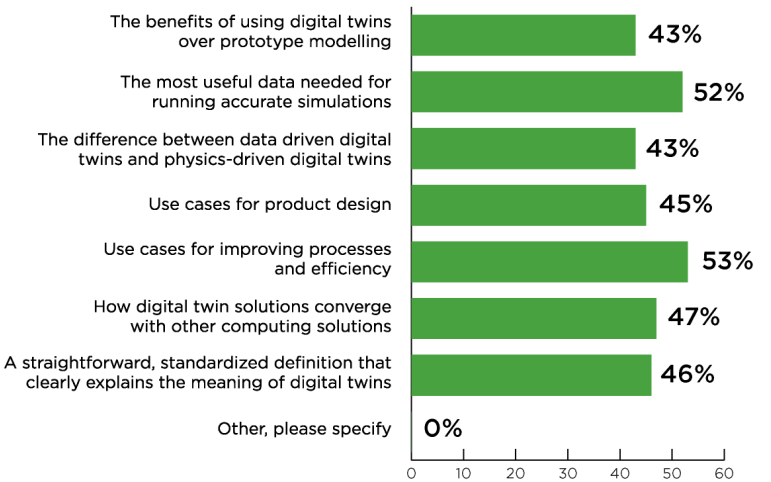 The benefits of using digital twins
over prototype modelling
43%
The most useful data needed for
running accurate simulations
52%
The difference between data driven digital
twins and physics-driven digital twins
43%
Use cases for product design
45%
Use cases for improving processes
and efficiency
53%
How digital twin solutions converge
with other computing solutions
47%
A straightforward, standardized definition that
clearly explains the meaning of digital twins
46%
Other, please specify
0%
0 10 20 30 40 50 60